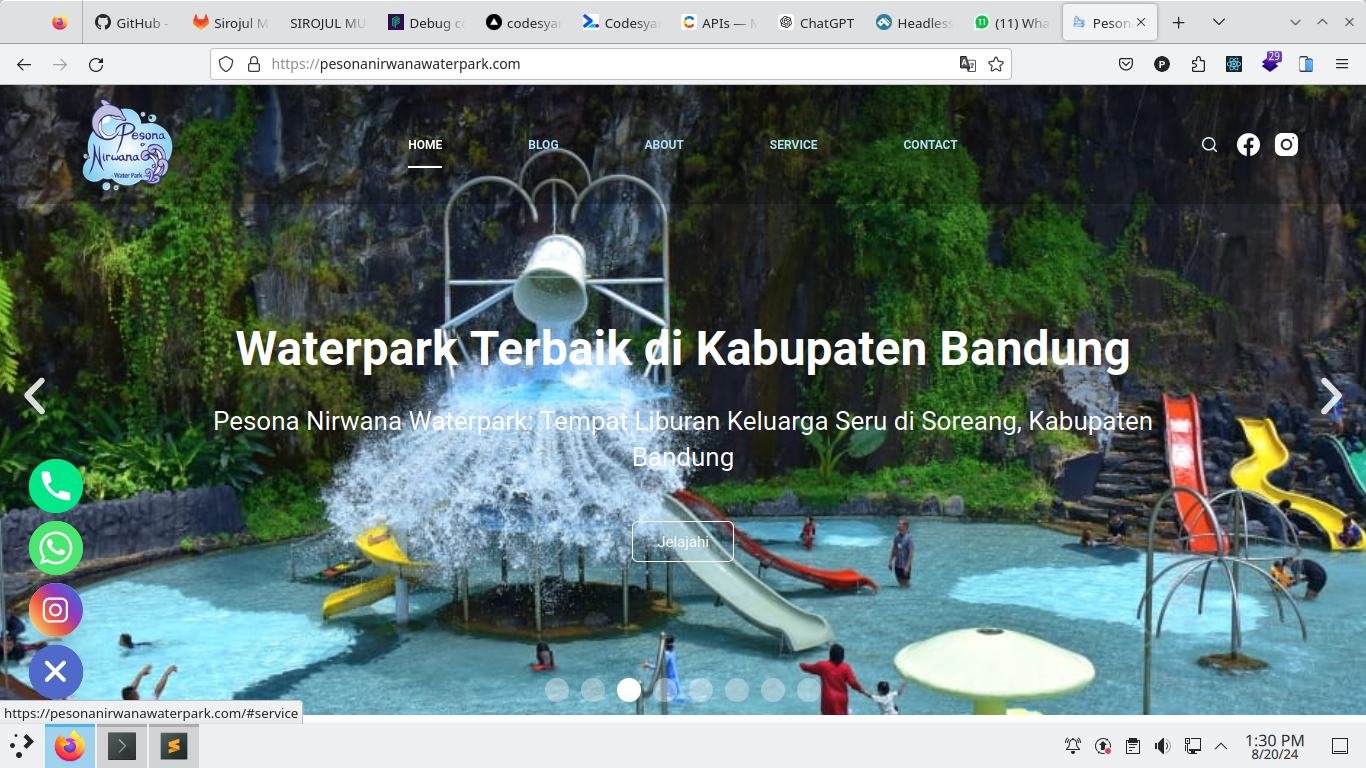 GitHub -
Sirojul M
SIROJUL MU
Debug c
codesya
Codesya
APIs —
ChatGPT
Headless
(11) Wha
Peson
https://pesonanirwanawaterpark.com
29
Pesona
Nirwana
Water Park
HOME
BLOG
ABOUT
SERVICE
CONTACT
Waterpark Terbaik di Kabupaten Bandung
Pesona Nirwana Waterpark: Tempat Liburan Keluarga Seru di Soreang, Kabupaten
Bandung
Jelajahi
https://pesonanirwanawaterpark.com/#service
1:30 PM
8/20/24